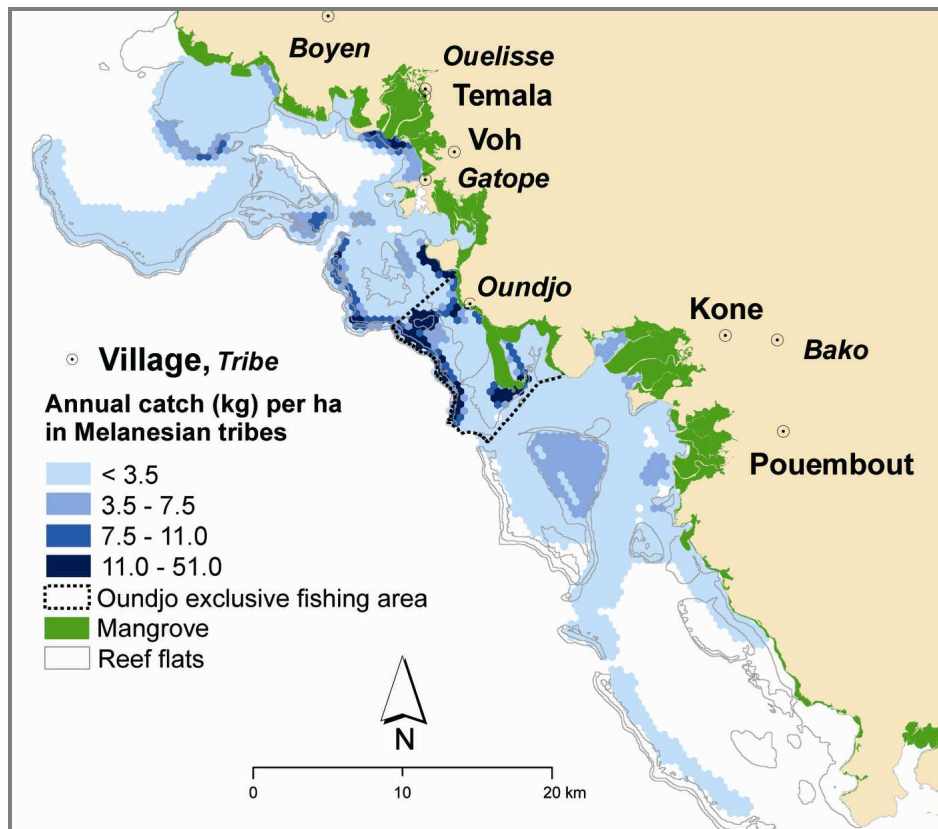 Boyen
Ouelisse
Temala
Voh
Gatope
Oundjo
Kone
Bako
Pouembout
Village, Tribe
Annual catch (kg) per ha
in Melanesian tribes
< 3.5
3.5 - 7.5
7.5 - 11.0
11.0 - 51.0
Oundjo exclusive fishing area
Mangrove
Reef flats
N
0 10 20 km